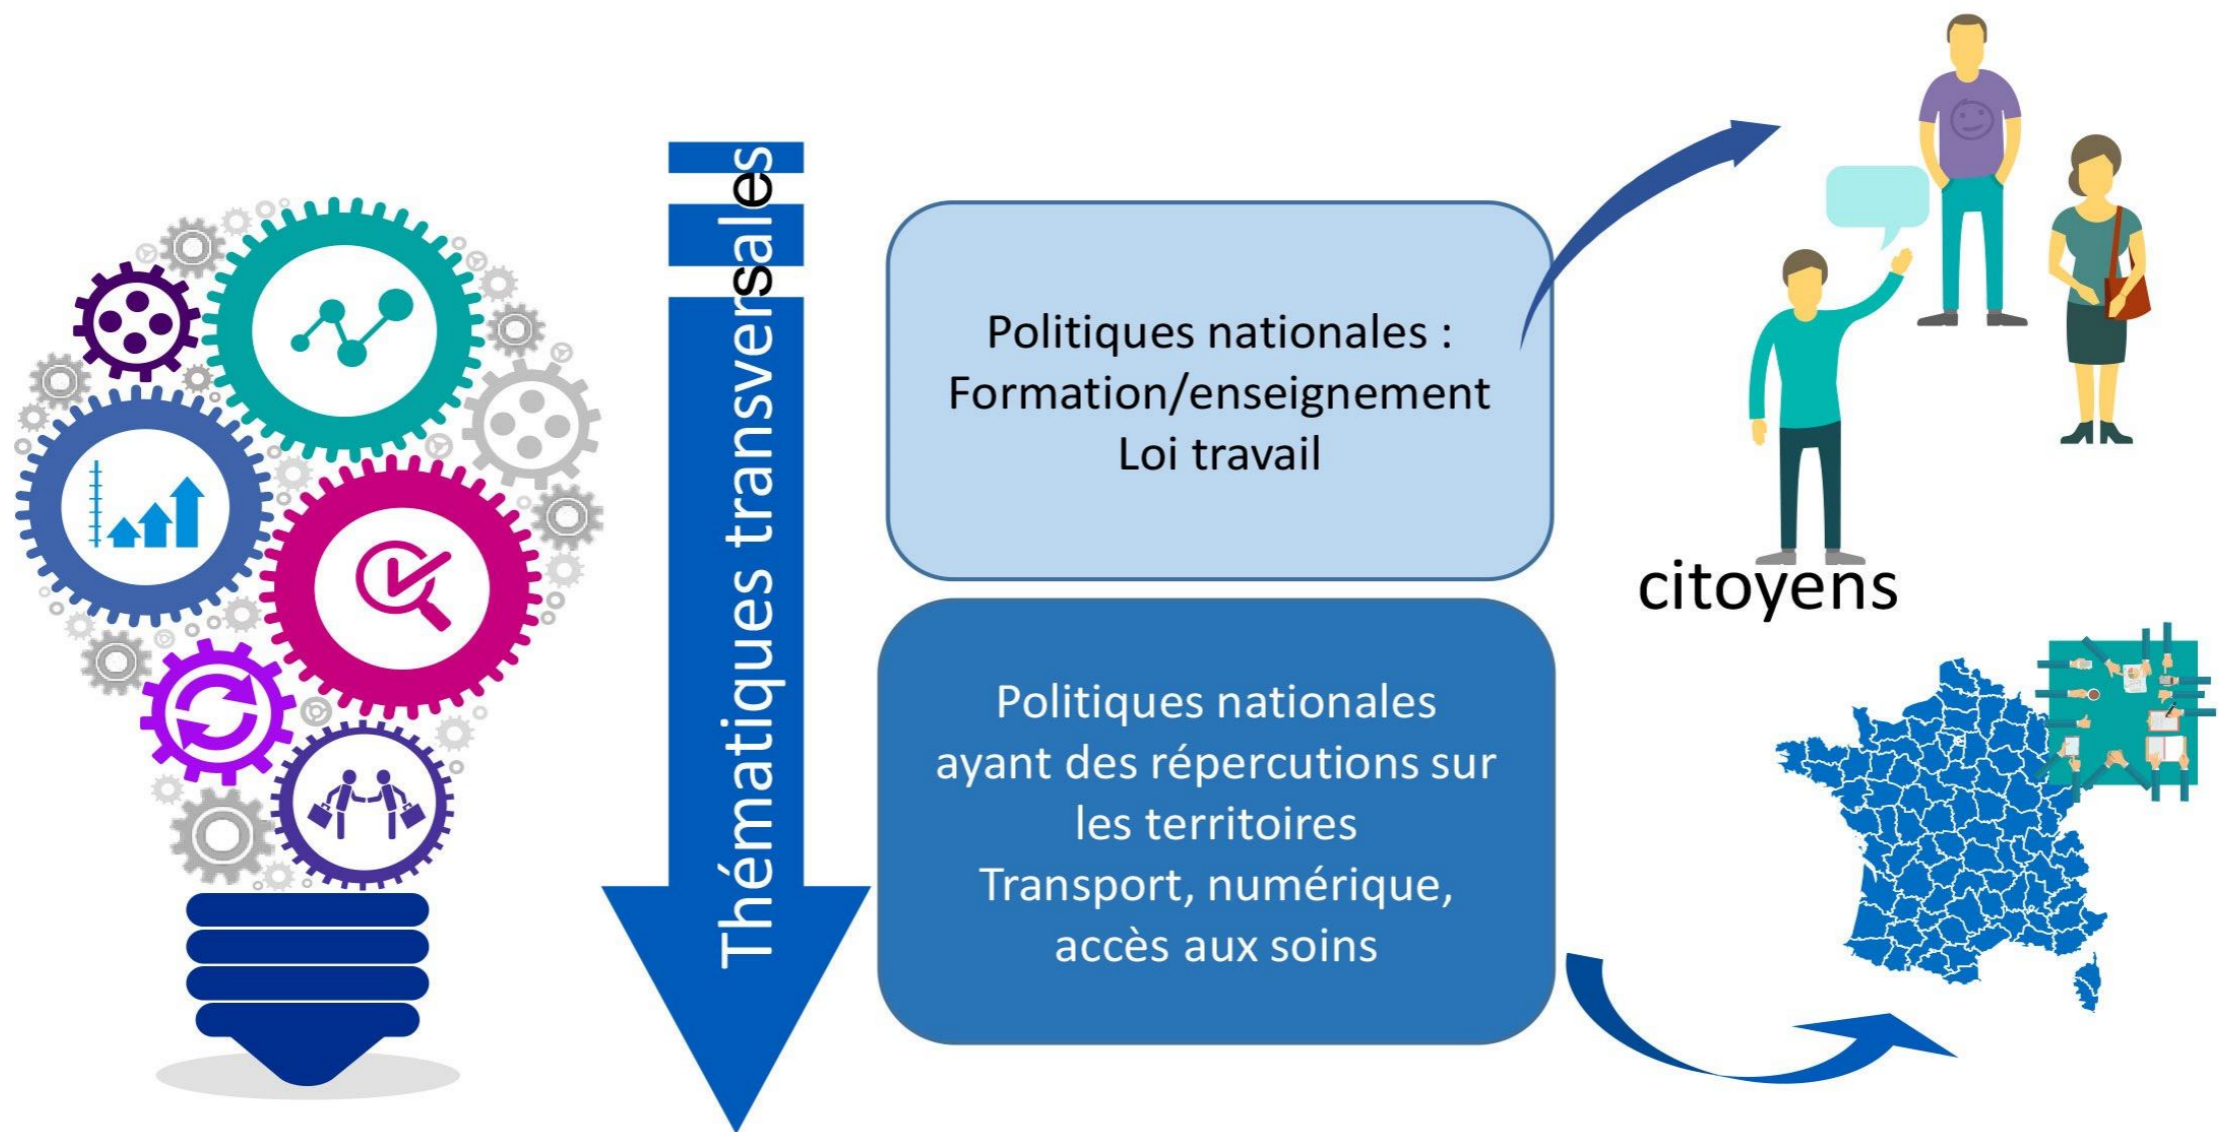 Thématiques transversales
Politiques nationales :
Formation/enseignement
Loi travail
citoyens
Politiques nationales
ayant des répercutions sur
les territoires
Transport, numérique,
accès aux soins